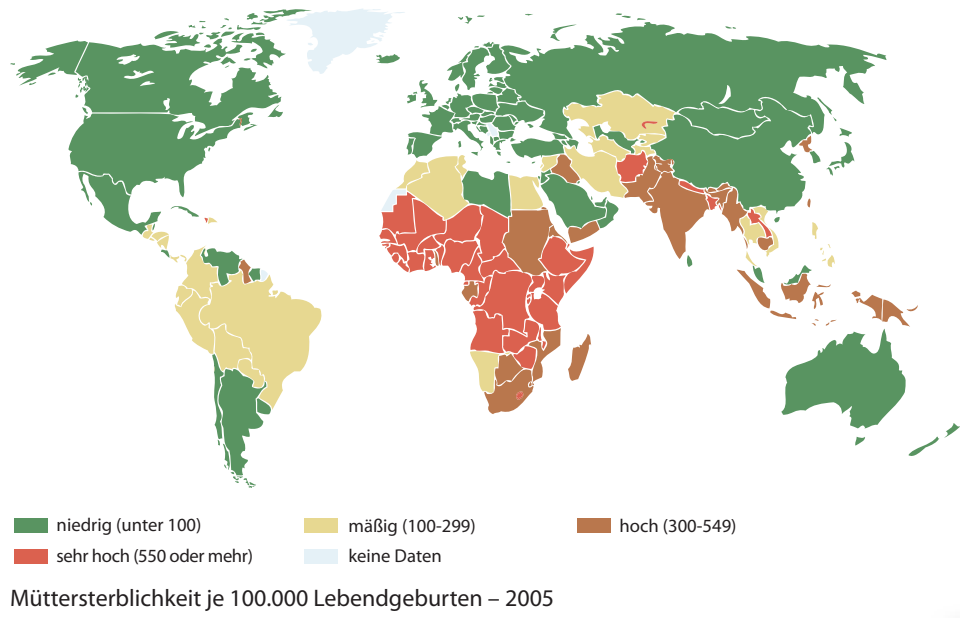 niedrig (unter 100)
mäßig (100-299)
hoch (300-549)
sehr hoch (550 oder mehr)
keine Daten
Müttersterblichkeit je 100.000 Lebendgeburten – 2005